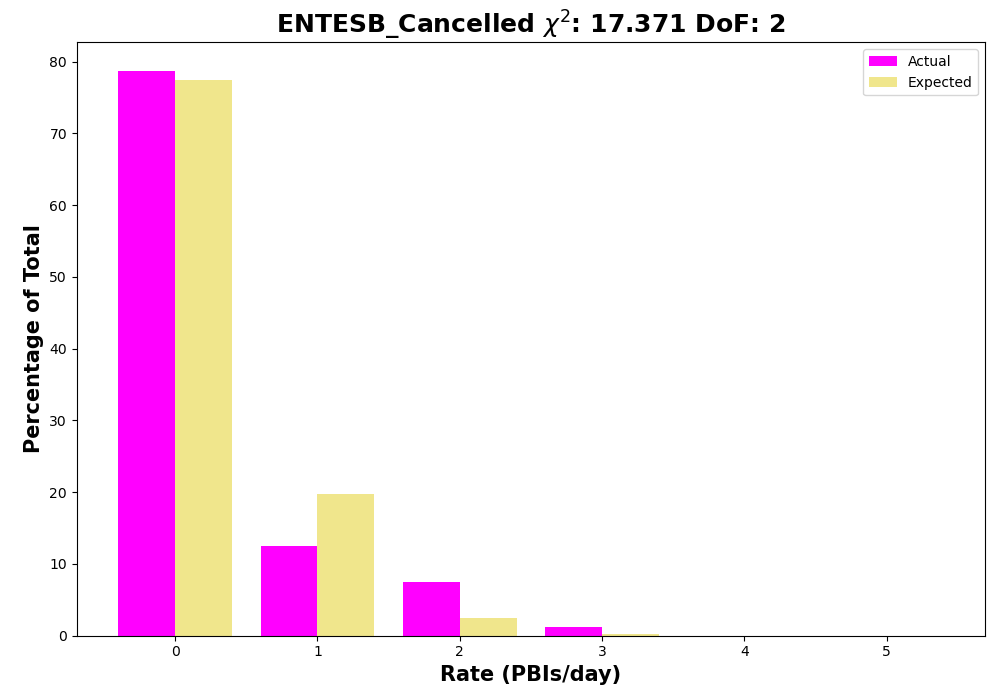 ENTESB_Cancelled χ²: 17.371 DoF: 2
Actual
Expected
Percentage of Total
80
70
60
50
40
30
20
10
0
0 1 2 3 4 5
Rate (PBIs/day)